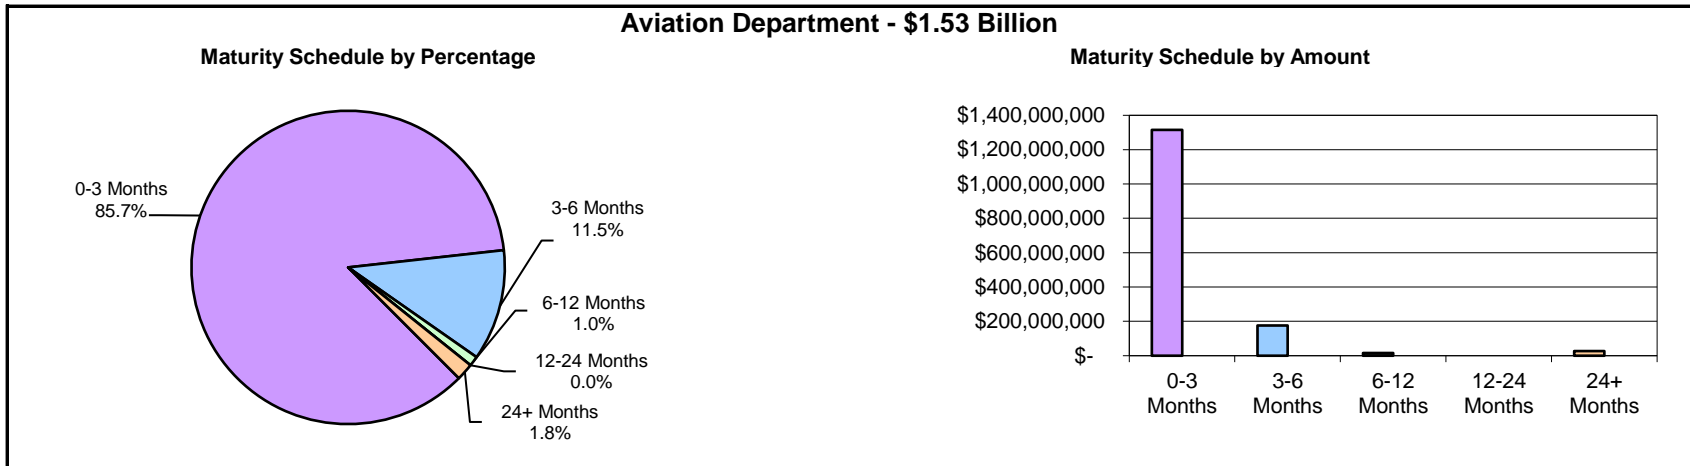 Aviation Department - $1.53 Billion
Maturity Schedule by Percentage
0-3 Months
85.7%
3-6 Months
11.5%
6-12 Months
1.0%
12-24 Months
0.0%
24+ Months
1.8%
Maturity Schedule by Amount
$1,400,000,000
$1,200,000,000
$1,000,000,000
$800,000,000
$600,000,000
$400,000,000
$200,000,000
$-
0-3
Months
3-6
Months
6-12
Months
12-24
Months
24+
Months